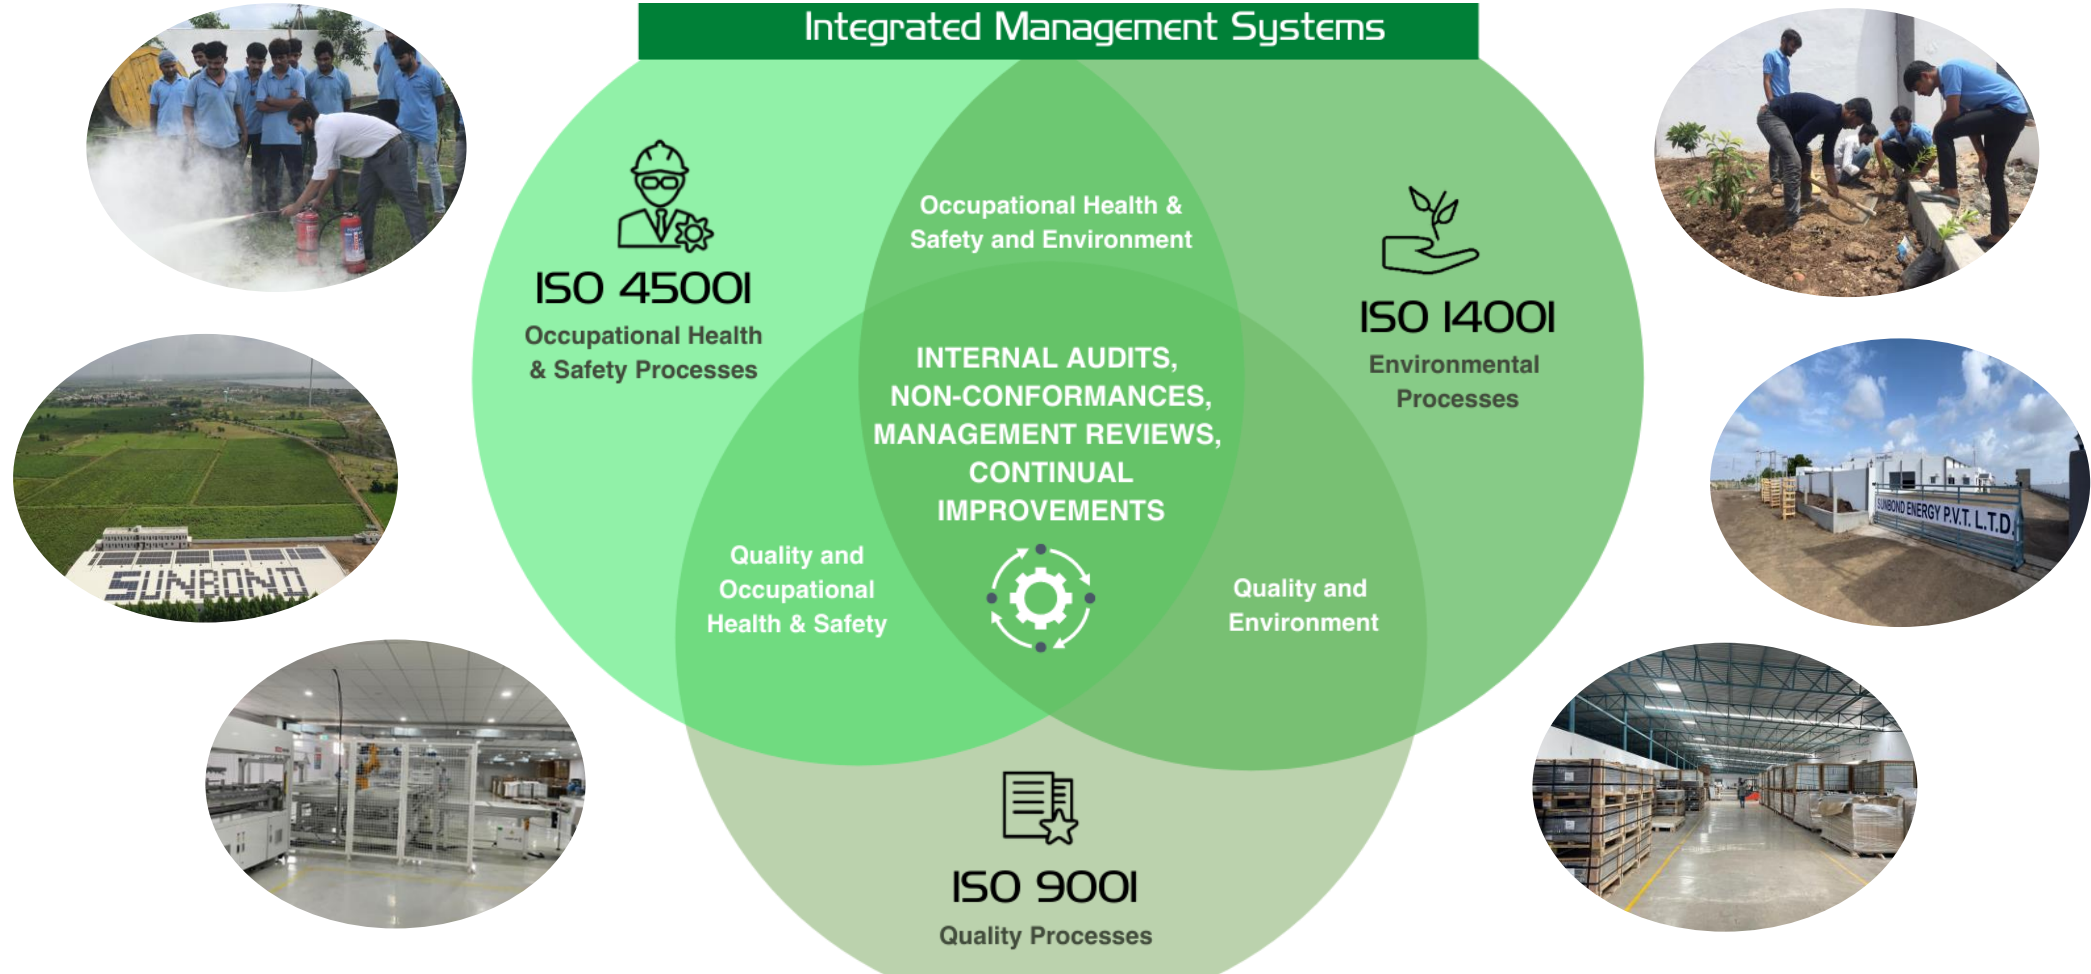 Integrated Management Systems
Occupational Health &
Safety and Environment
ISO 45001
Occupational Health
& Safety Processes
ISO 14001
Environmental
Processes
INTERNAL AUDITS,
NON-CONFORMANCES,
MANAGEMENT REVIEWS,
CONTINUAL
IMPROVEMENTS
Quality and
Occupational
Health & Safety
Quality and
Environment
ISO 9001
Quality Processes
SUNBOND
SUNBOND ENERGY P.V.T. L.T.D.